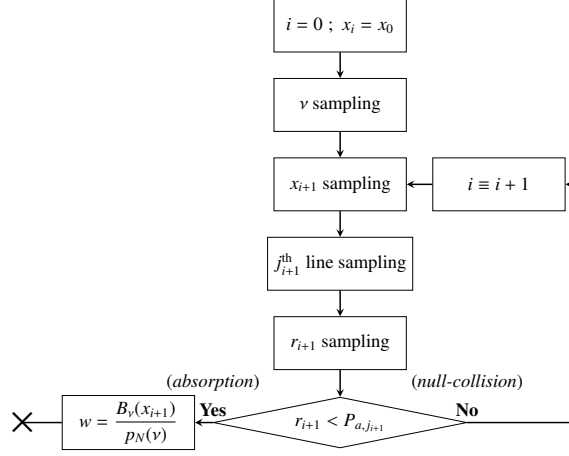 i = 0 ; x_i = x_0
ν sampling
x_{i+1} sampling
i ≡ i + 1
j^{th}_{i+1} line sampling
r_{i+1} sampling
(absorption) (null-collision)
w = B_ν(x_{i+1}) / p_N(ν) Yes r_{i+1} < P_{a,j_{i+1}} No